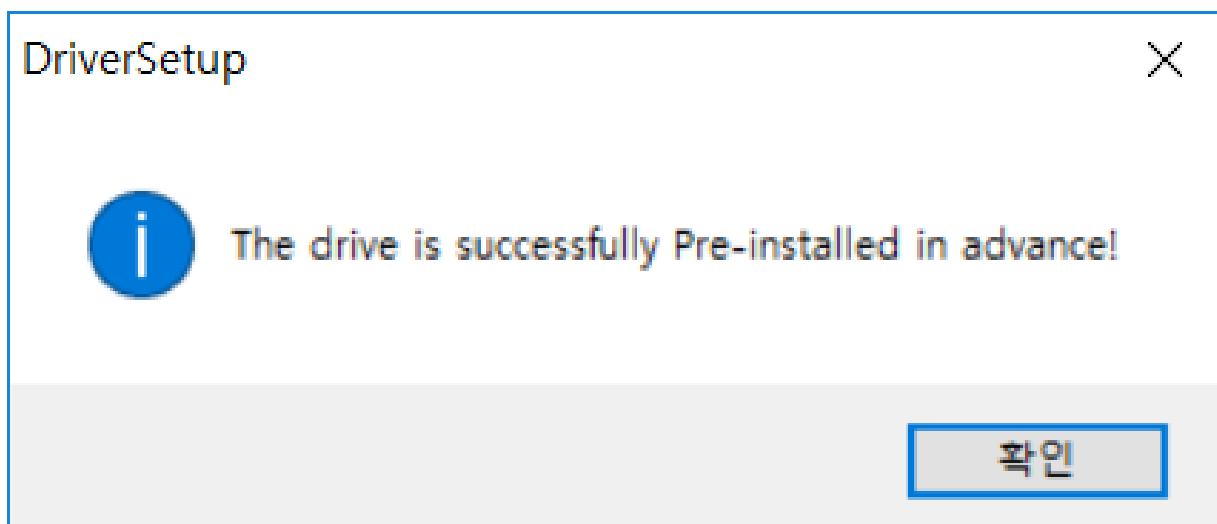 DriverSetup
The drive is successfully Pre-installed in advance!
확인